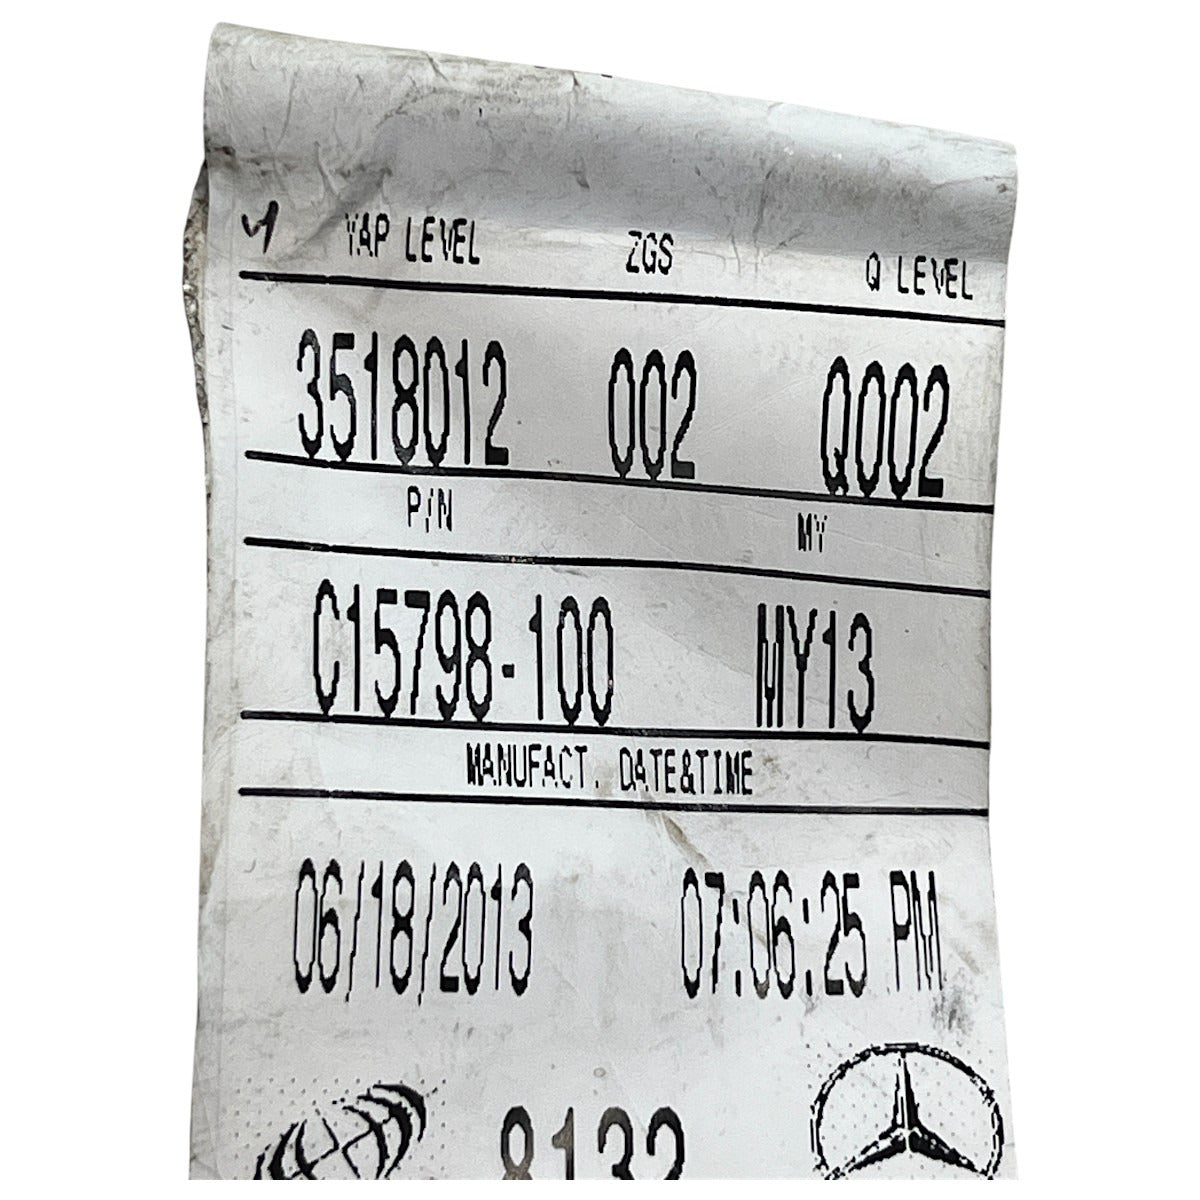 YAP LEVEL ZGS Q LEVEL
3518012 002 Q002
P/N MY
C15798-100 MY13
MANUFACT. DATE&TIME
06/18/2013 07:06:25 PM
8132